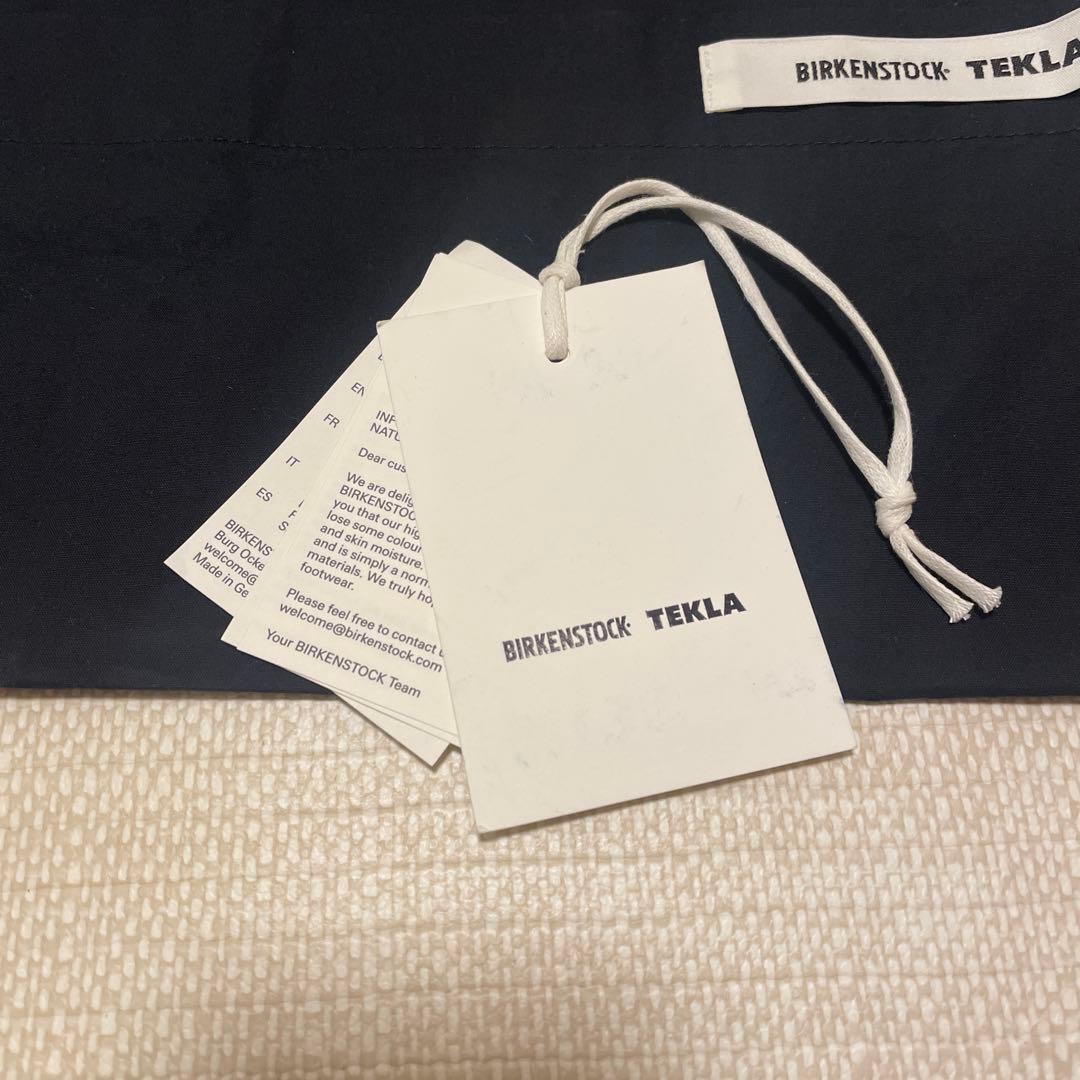 BIRKENSTOCK TEKLA
EN
FR
IT
ES
S
BIRKENS
Burg Ocke
welcome@
Made in Ge
INF
NATU
Dear cus
We are delig
BIRKENSTOC
you that our hig
lose some colour
and skin moisture.
and is simply a norm
materials. We truly ho
footwear.
Please feel free to contact u
welcome@birkenstock.com
Your BIRKENSTOCK Team
BIRKENSTOCK TEKLA